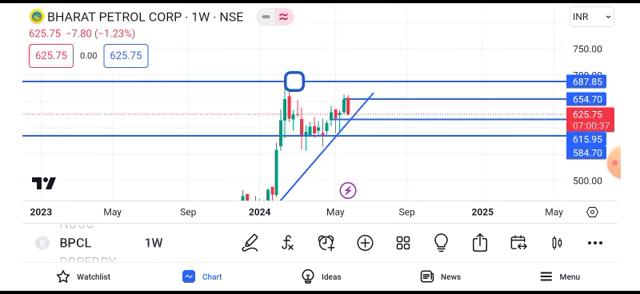 BHARAT PETROL CORP · 1W · NSE
INR
625.75 −7.80 (−1.23%)
625.75 0.00 625.75
750.00
687.85
654.70
625.75
07:00:37
615.95
584.70
500.00
2023 May Sep 2024 May Sep 2025 May
BPCL 1W
Watchlist Chart Ideas News Menu